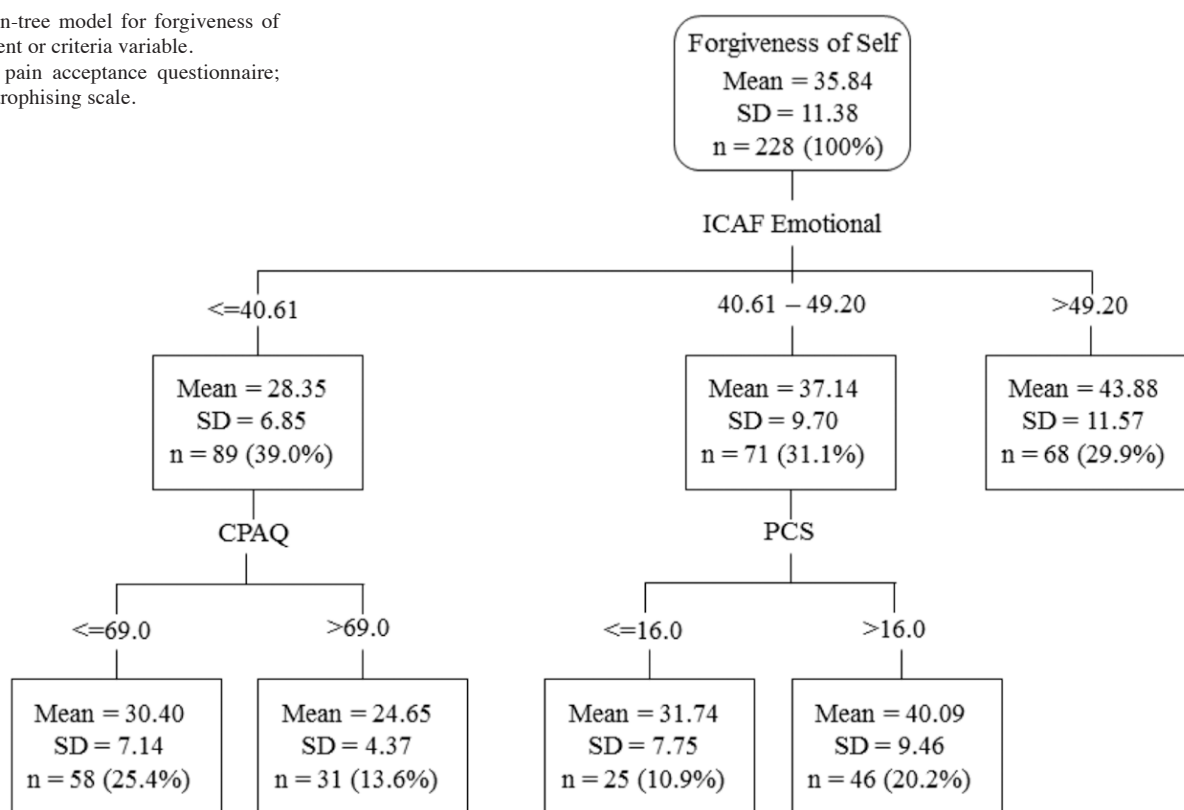 n-tree model for forgiveness of
ent or criteria variable.
pain acceptance questionnaire;
rophising scale.
Forgiveness of Self
Mean = 35.84
SD = 11.38
n = 228 (100%)
ICAF Emotional
<=40.61
40.61 – 49.20
>49.20
Mean = 28.35
SD = 6.85
n = 89 (39.0%)
Mean = 37.14
SD = 9.70
n = 71 (31.1%)
Mean = 43.88
SD = 11.57
n = 68 (29.9%)
CPAQ
PCS
<=69.0
>69.0
<=16.0
>16.0
Mean = 30.40
SD = 7.14
n = 58 (25.4%)
Mean = 24.65
SD = 4.37
n = 31 (13.6%)
Mean = 31.74
SD = 7.75
n = 25 (10.9%)
Mean = 40.09
SD = 9.46
n = 46 (20.2%)